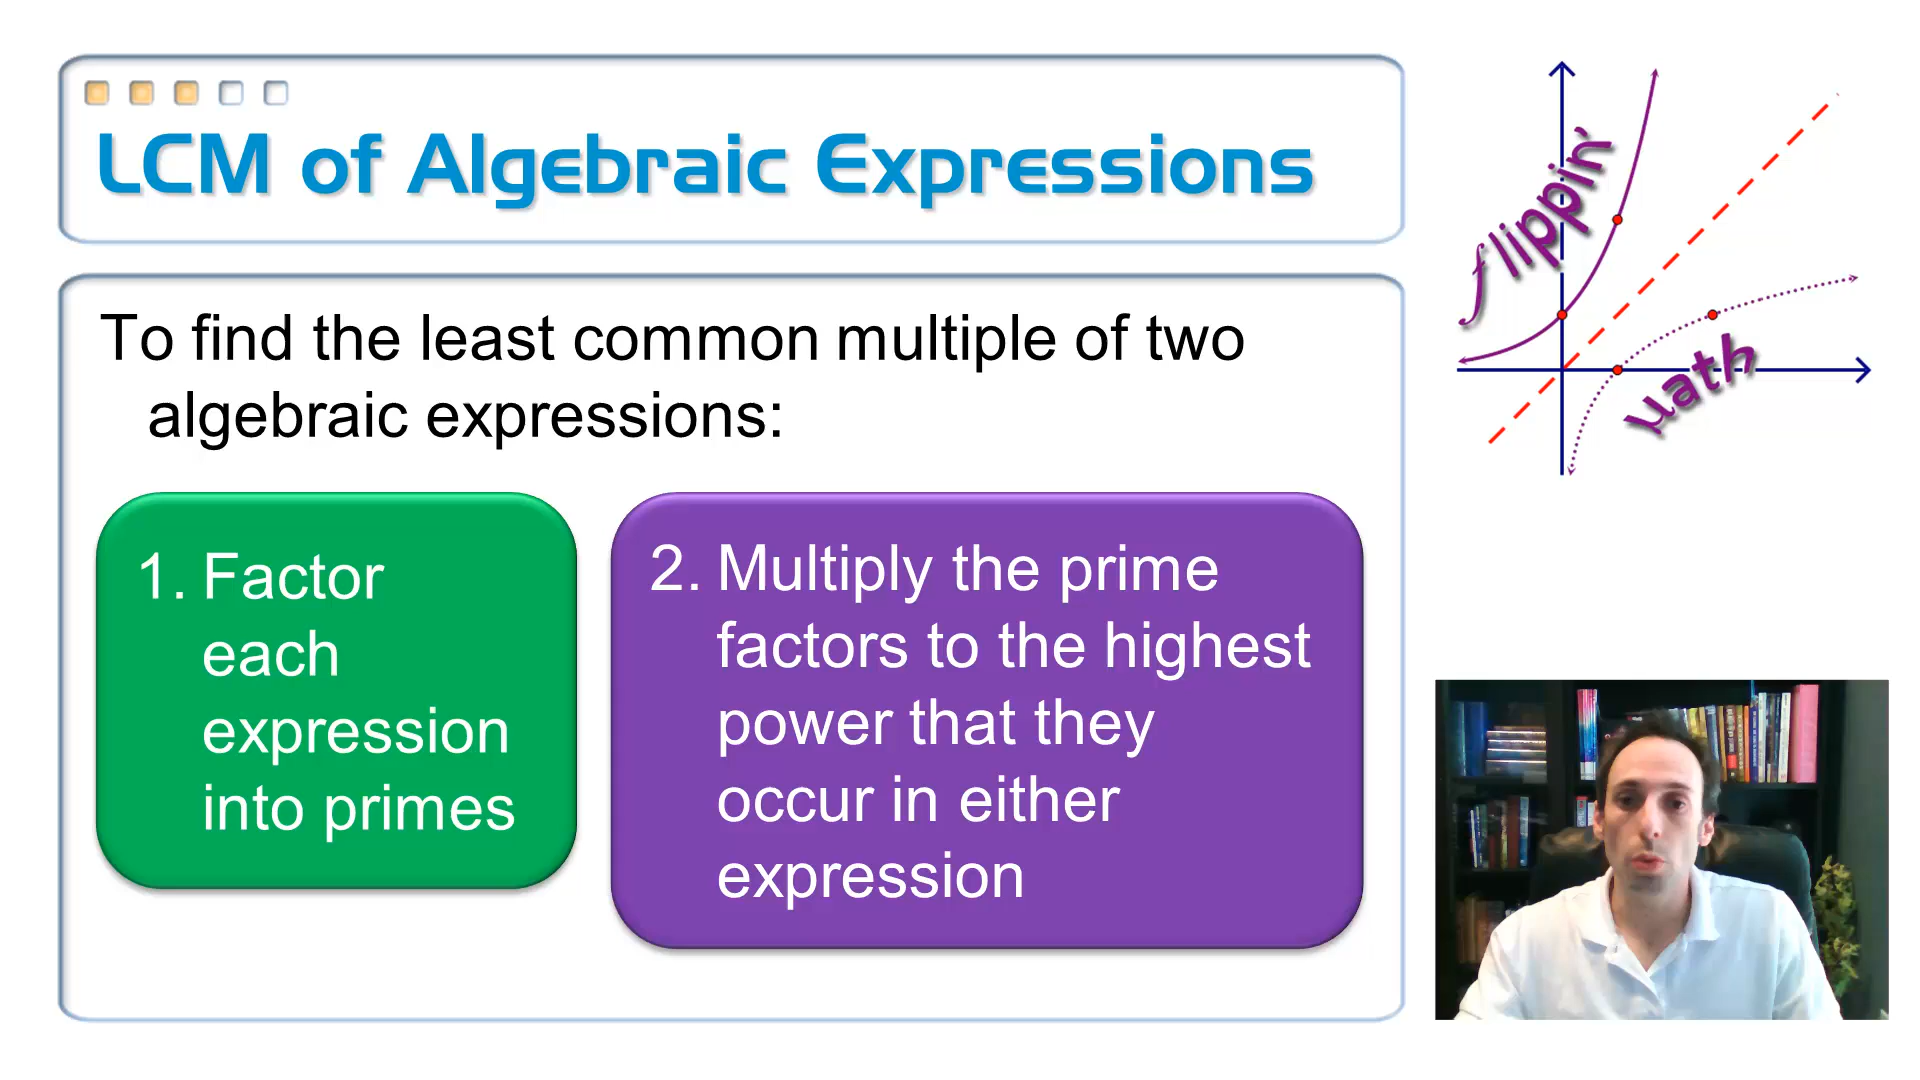 LCM of Algebraic Expressions
To find the least common multiple of two
algebraic expressions:
1. Factor
each
expression
into primes
2. Multiply the prime
factors to the highest
power that they
occur in either
expression
flippin'
μath